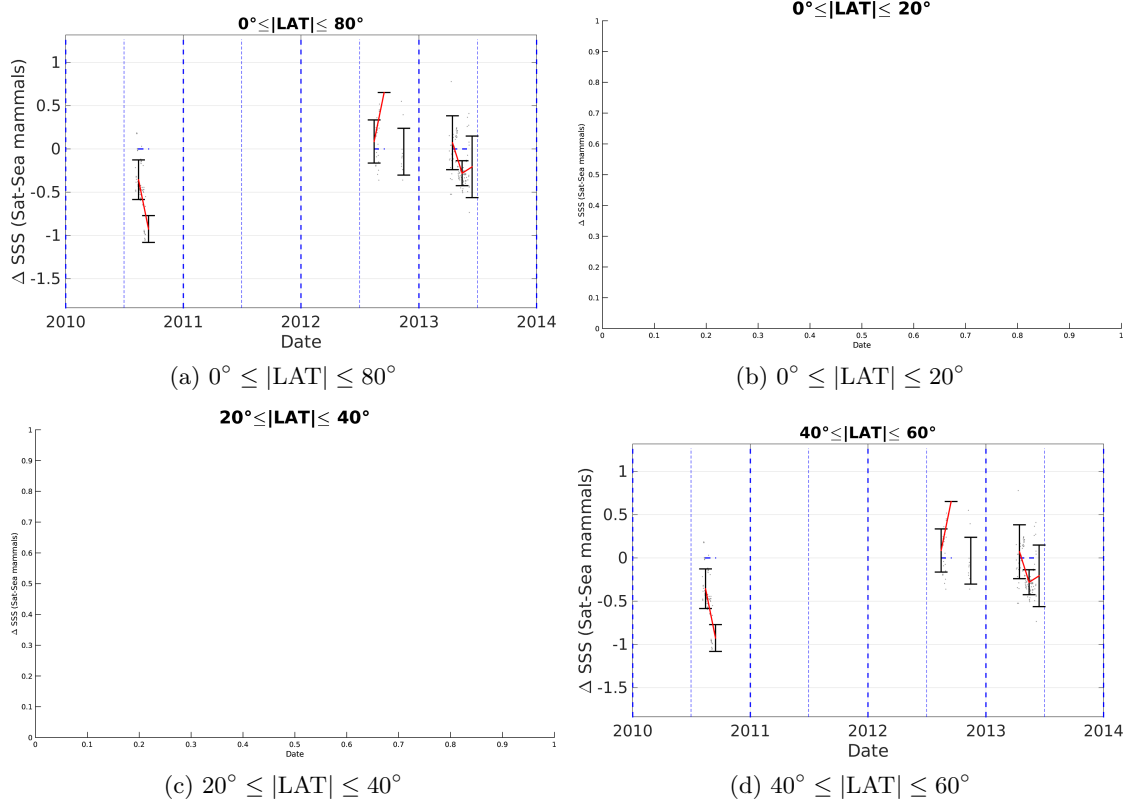 0°≤|LAT|≤ 80°
Δ SSS (Sat-Sea mammals)
1
0.5
0
-0.5
-1
-1.5
2010 2011 2012 2013 2014
Date
(a) 0° ≤ |LAT| ≤ 80°
0°≤|LAT|≤ 20°
Δ SSS (Sat-Sea mammals)
1
0.9
0.8
0.7
0.6
0.5
0.4
0.3
0.2
0.1
0
0 0.1 0.2 0.3 0.4 0.5 0.6 0.7 0.8 0.9 1
Date
(b) 0° ≤ |LAT| ≤ 20°
20°≤|LAT|≤ 40°
Δ SSS (Sat-Sea mammals)
1
0.9
0.8
0.7
0.6
0.5
0.4
0.3
0.2
0.1
0
0 0.1 0.2 0.3 0.4 0.5 0.6 0.7 0.8 0.9 1
Date
(c) 20° ≤ |LAT| ≤ 40°
40°≤|LAT|≤ 60°
Δ SSS (Sat-Sea mammals)
1
0.5
0
-0.5
-1
-1.5
2010 2011 2012 2013 2014
Date
(d) 40° ≤ |LAT| ≤ 60°